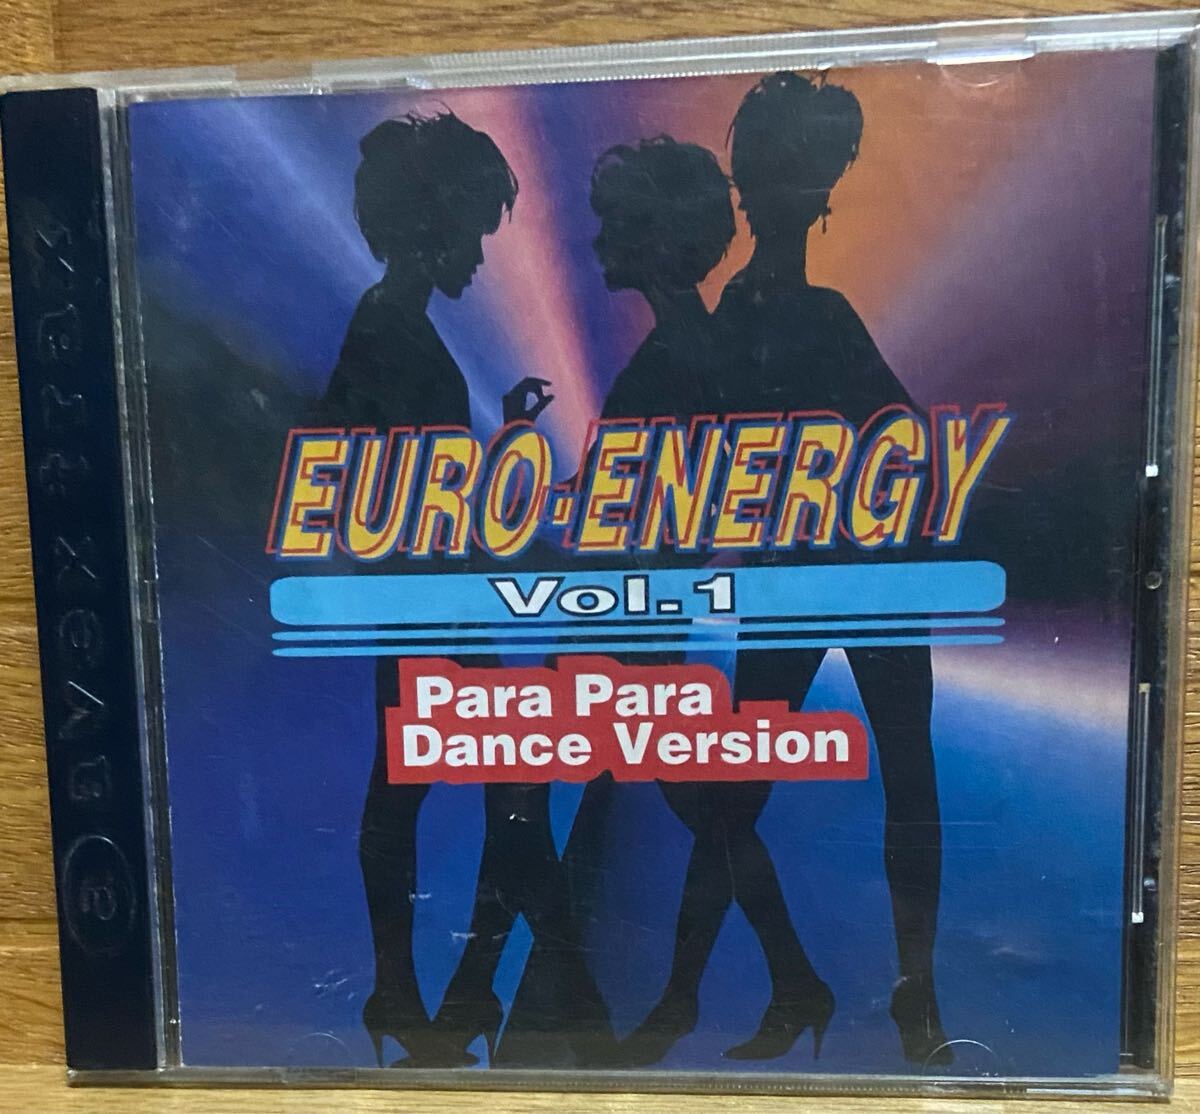 EURO-ENERGY
Vol.1
Para Para
Dance Version
a avex trax